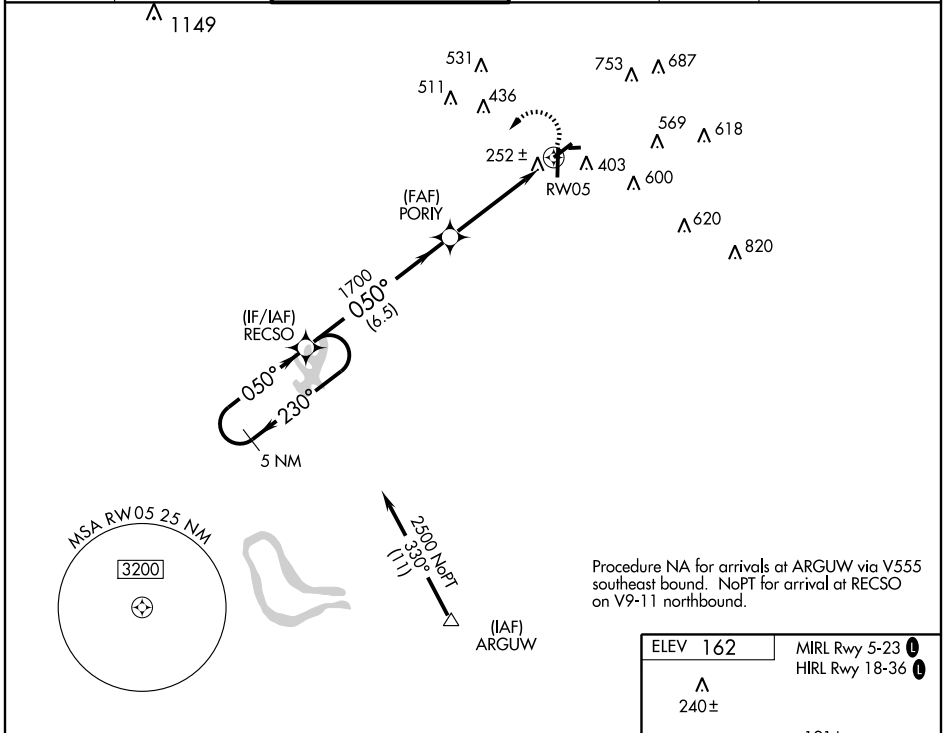 1149
531
753
687
511
436
569
618
252 ±
403
RW05
600
(FAF)
PORIY
620
820
1700
050°
(6.5)
(IF/IAF)
RECSO
050°
230°
5 NM
MSA RW05 25 NM
3200
2500 NoPT
330°
(11)
Procedure NA for arrivals at ARGUW via V555
southeast bound. NoPT for arrival at RECSO
on V9-11 northbound.
(IAF)
ARGUW
ELEV 162
MIRL Rwy 5-23 L
HIRL Rwy 18-36 L
240±